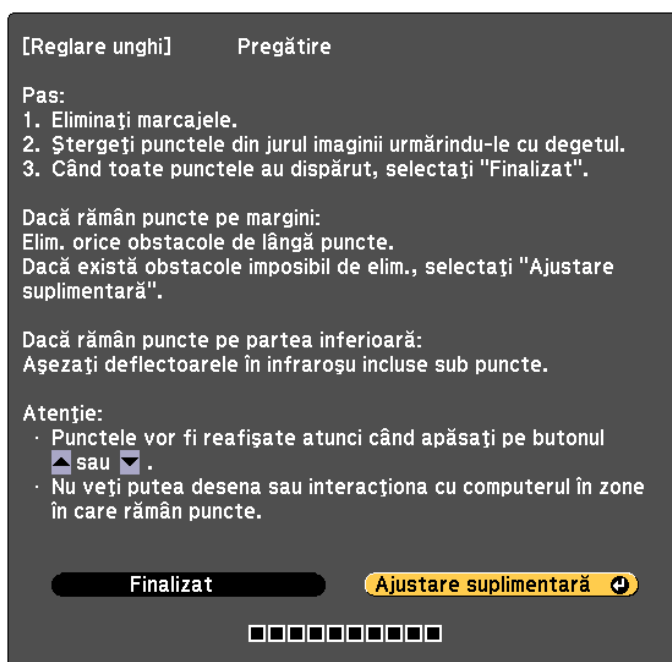 [Reglare unghi] Pregătire
Pas:
1. Eliminaţi marcajele.
2. Ştergeţi punctele din jurul imaginii urmărindu-le cu degetul.
3. Când toate punctele au dispărut, selectaţi "Finalizat".
Dacă rămân puncte pe margini:
Elim. orice obstacole de lângă puncte.
Dacă există obstacole imposibil de elim., selectaţi "Ajustare
suplimentară".
Dacă rămân puncte pe partea inferioară:
Aşezaţi deflectoarele în infraroşu incluse sub puncte.
Atenţie:
· Punctele vor fi reafişate atunci când apăsaţi pe butonul
▲ sau ▼ .
· Nu veţi putea desena sau interacţiona cu computerul în zone
în care rămân puncte.
Finalizat Ajustare suplimentară